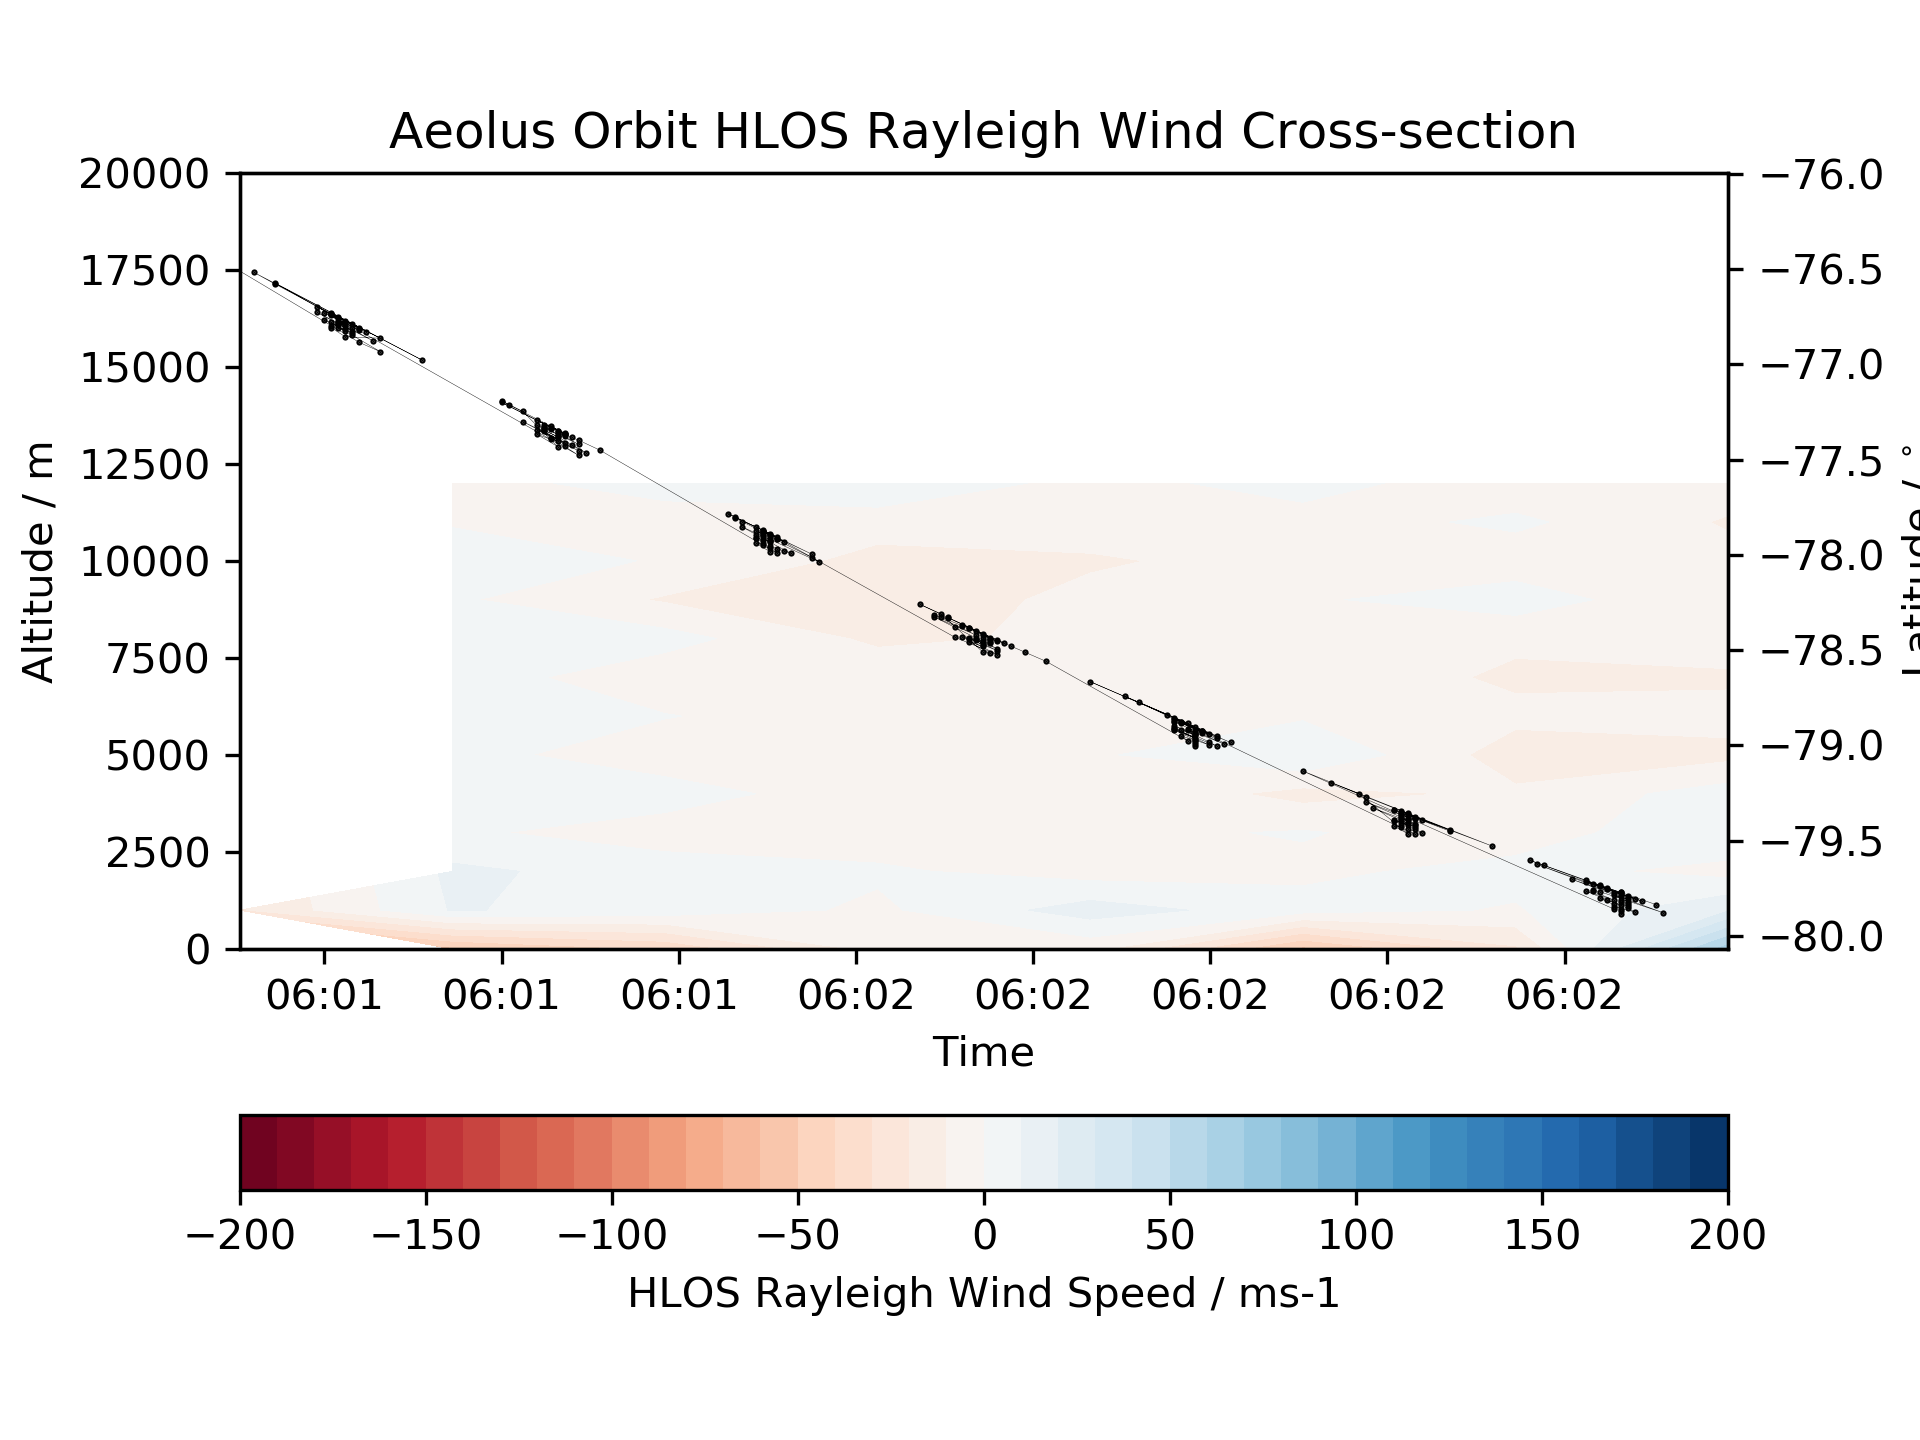 Aeolus Orbit HLOS Rayleigh Wind Cross-section
20000
17500
15000
12500
10000
7500
5000
2500
0
Altitude / m
−76.0
−76.5
−77.0
−77.5
−78.0
−78.5
−79.0
−79.5
−80.0
Latitude / °
06:01 06:01 06:01 06:02 06:02 06:02 06:02 06:02
Time
−200 −150 −100 −50 0 50 100 150 200
HLOS Rayleigh Wind Speed / ms-1